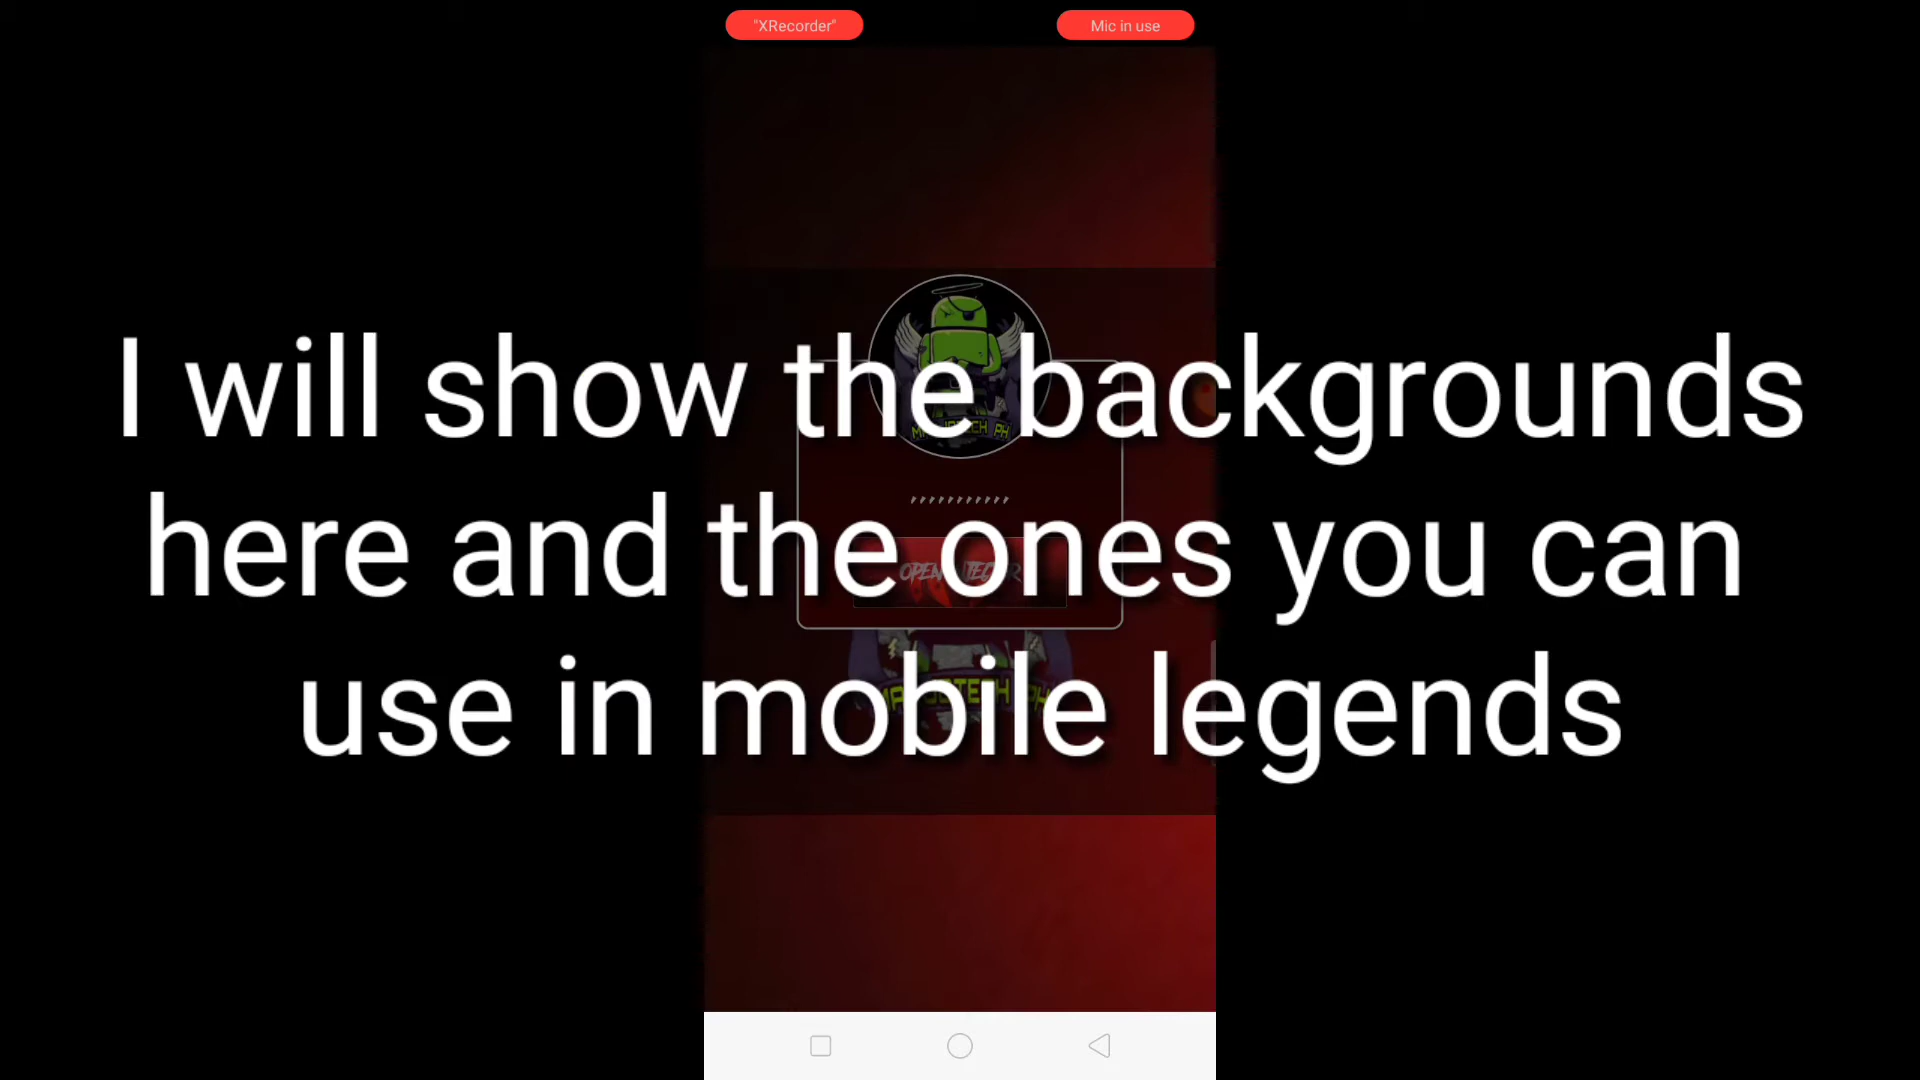 "XRecorder"
Mic in use
I will show the backgrounds
here and the ones you can
use in mobile legends